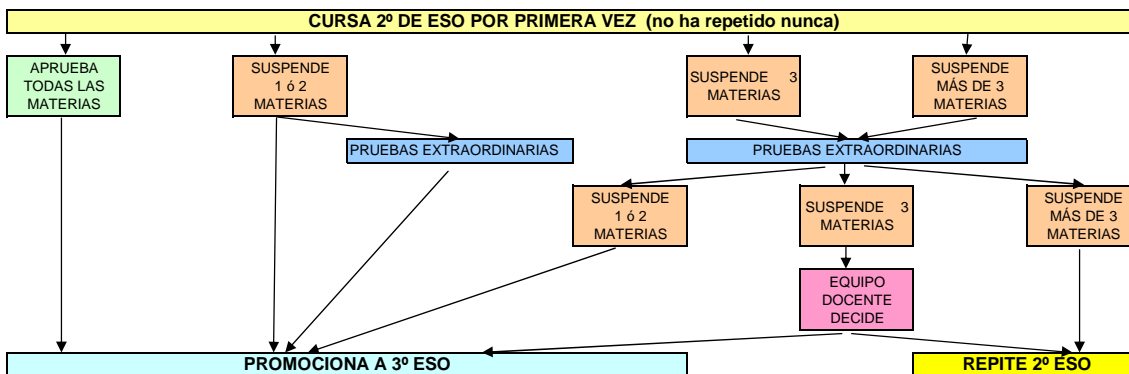 CURSA 2º DE ESO POR PRIMERA VEZ (no ha repetido nunca)
APRUEBA
TODAS LAS
MATERIAS
SUSPENDE
1 ó 2
MATERIAS
SUSPENDE 3
MATERIAS
SUSPENDE
MÁS DE 3
MATERIAS
PRUEBAS EXTRAORDINARIAS
PRUEBAS EXTRAORDINARIAS
SUSPENDE
1 ó 2
MATERIAS
SUSPENDE 3
MATERIAS
SUSPENDE
MÁS DE 3
MATERIAS
EQUIPO
DOCENTE
DECIDE
PROMOCIONA A 3º ESO
REPITE 2º ESO